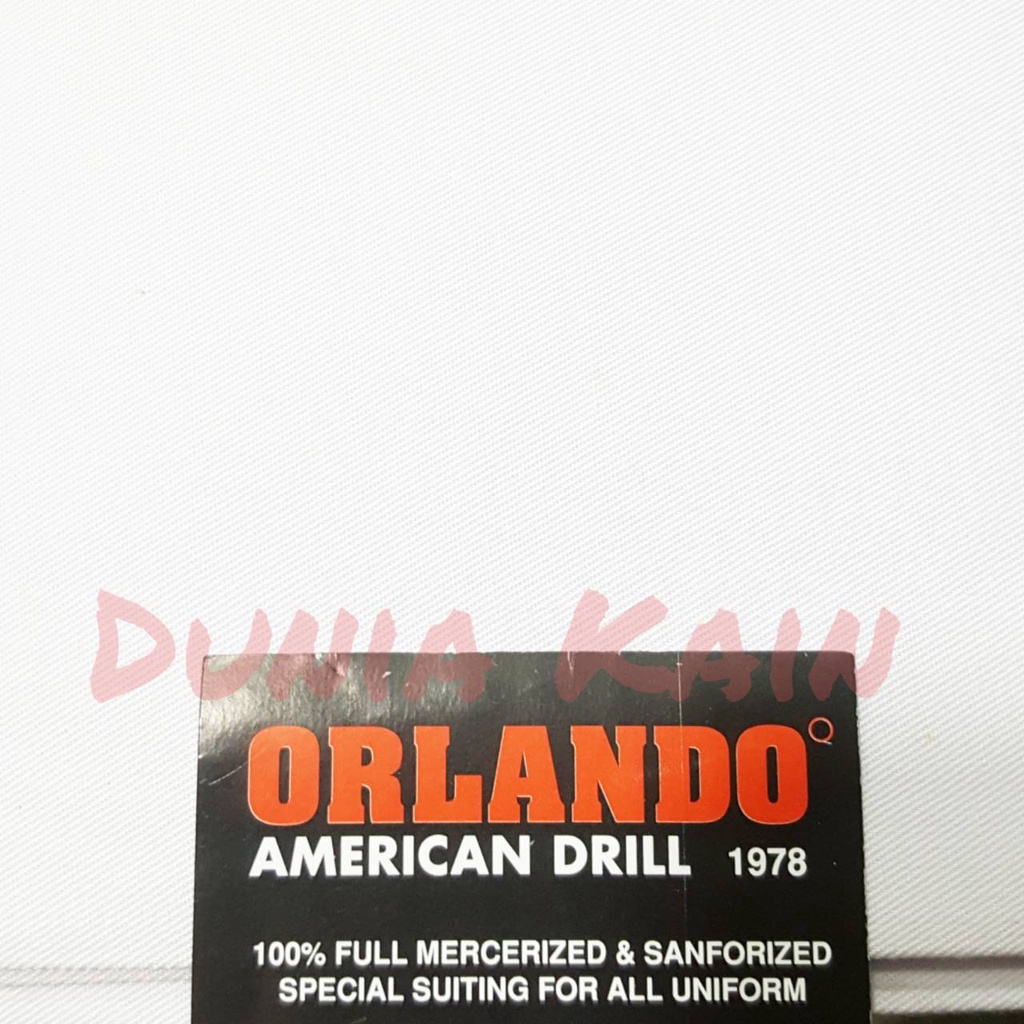 Dunia Kain
ORLANDO
AMERICAN DRILL 1978
100% FULL MERCERIZED & SANFORIZED
SPECIAL SUITING FOR ALL UNIFORM